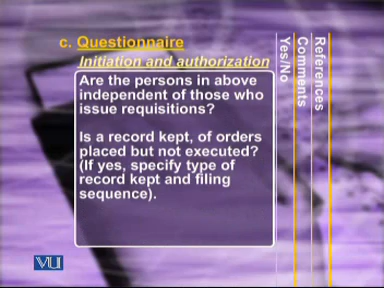 c. Questionnaire
Initiation and authorization
Are the persons in above
independent of those who
issue requisitions?
Is a record kept, of orders
placed but not executed?
(If yes, specify type of
record kept and filing
sequence).
Yes/No
Comments
References
VU